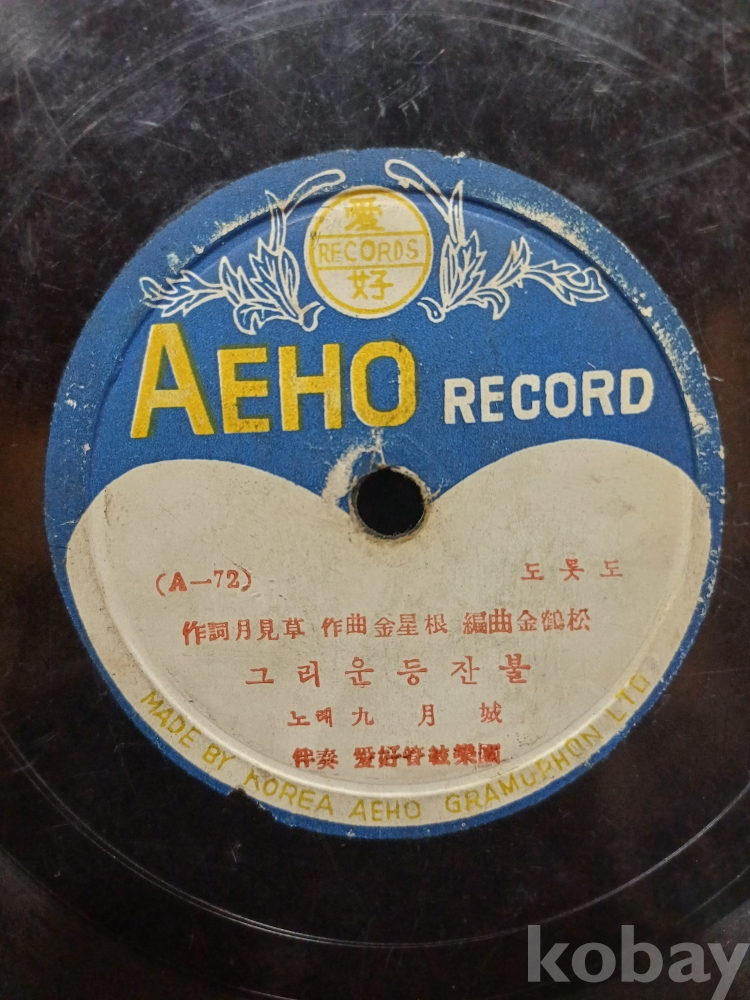 愛
RECORDS
好
AEHO RECORD
(A—72) 도롯도
作詞月見草 作曲金星根 編曲金鶴松
그리운등잔불
노래 九月城
伴奏 愛好管絃樂團
MADE BY KOREA AEHO GRAMOPHON LTD
kobay